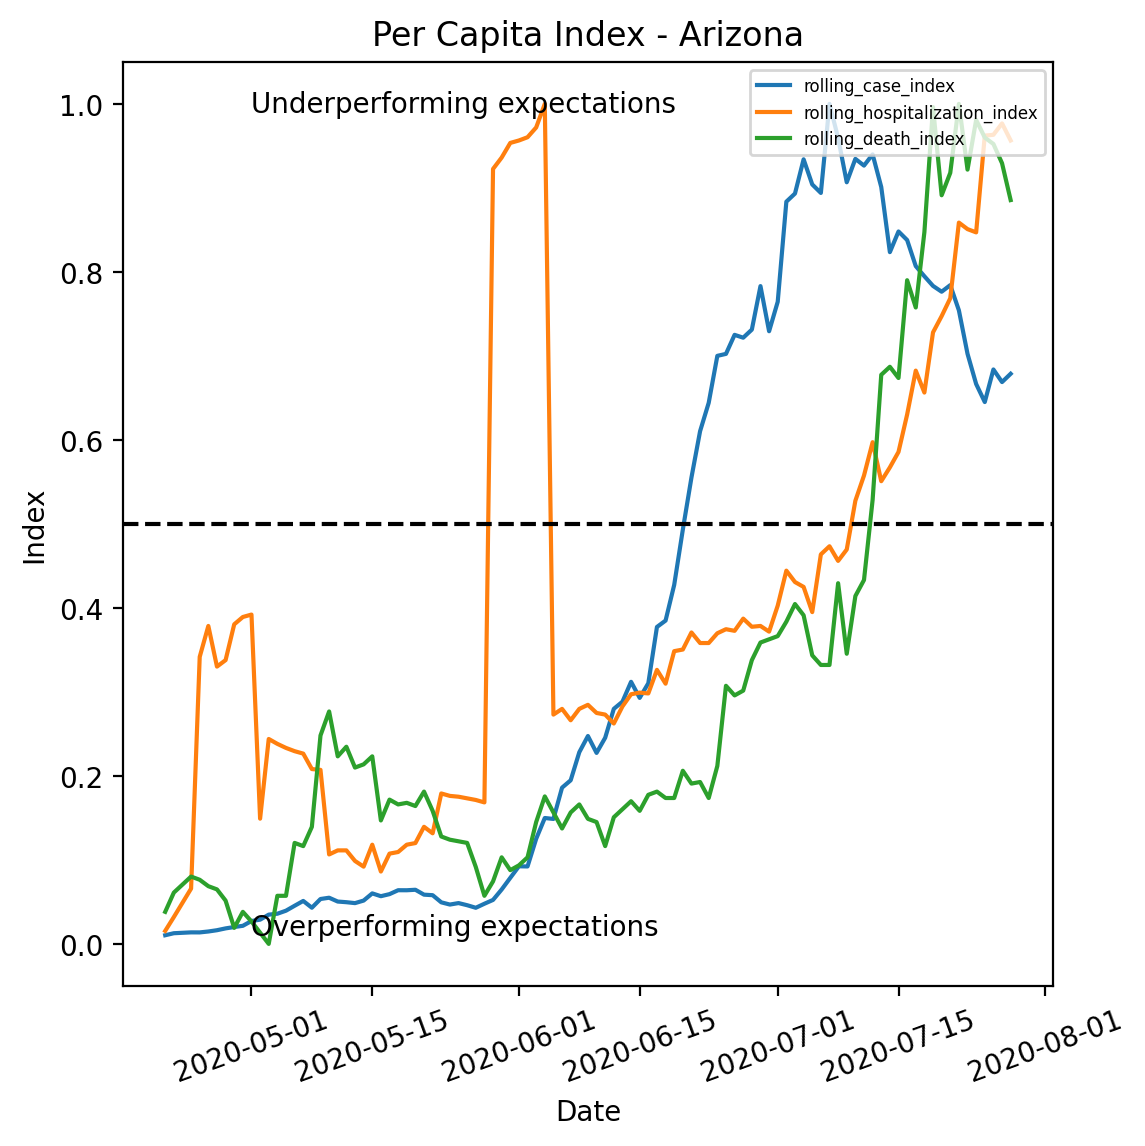 Per Capita Index - Arizona
Underperforming expectations
rolling_case_index
rolling_hospitalization_index
rolling_death_index
1.0
0.8
0.6
0.4
0.2
0.0
Index
Overperforming expectations
2020-05-01
2020-05-15
2020-06-01
2020-06-15
2020-07-01
2020-07-15
2020-08-01
Date